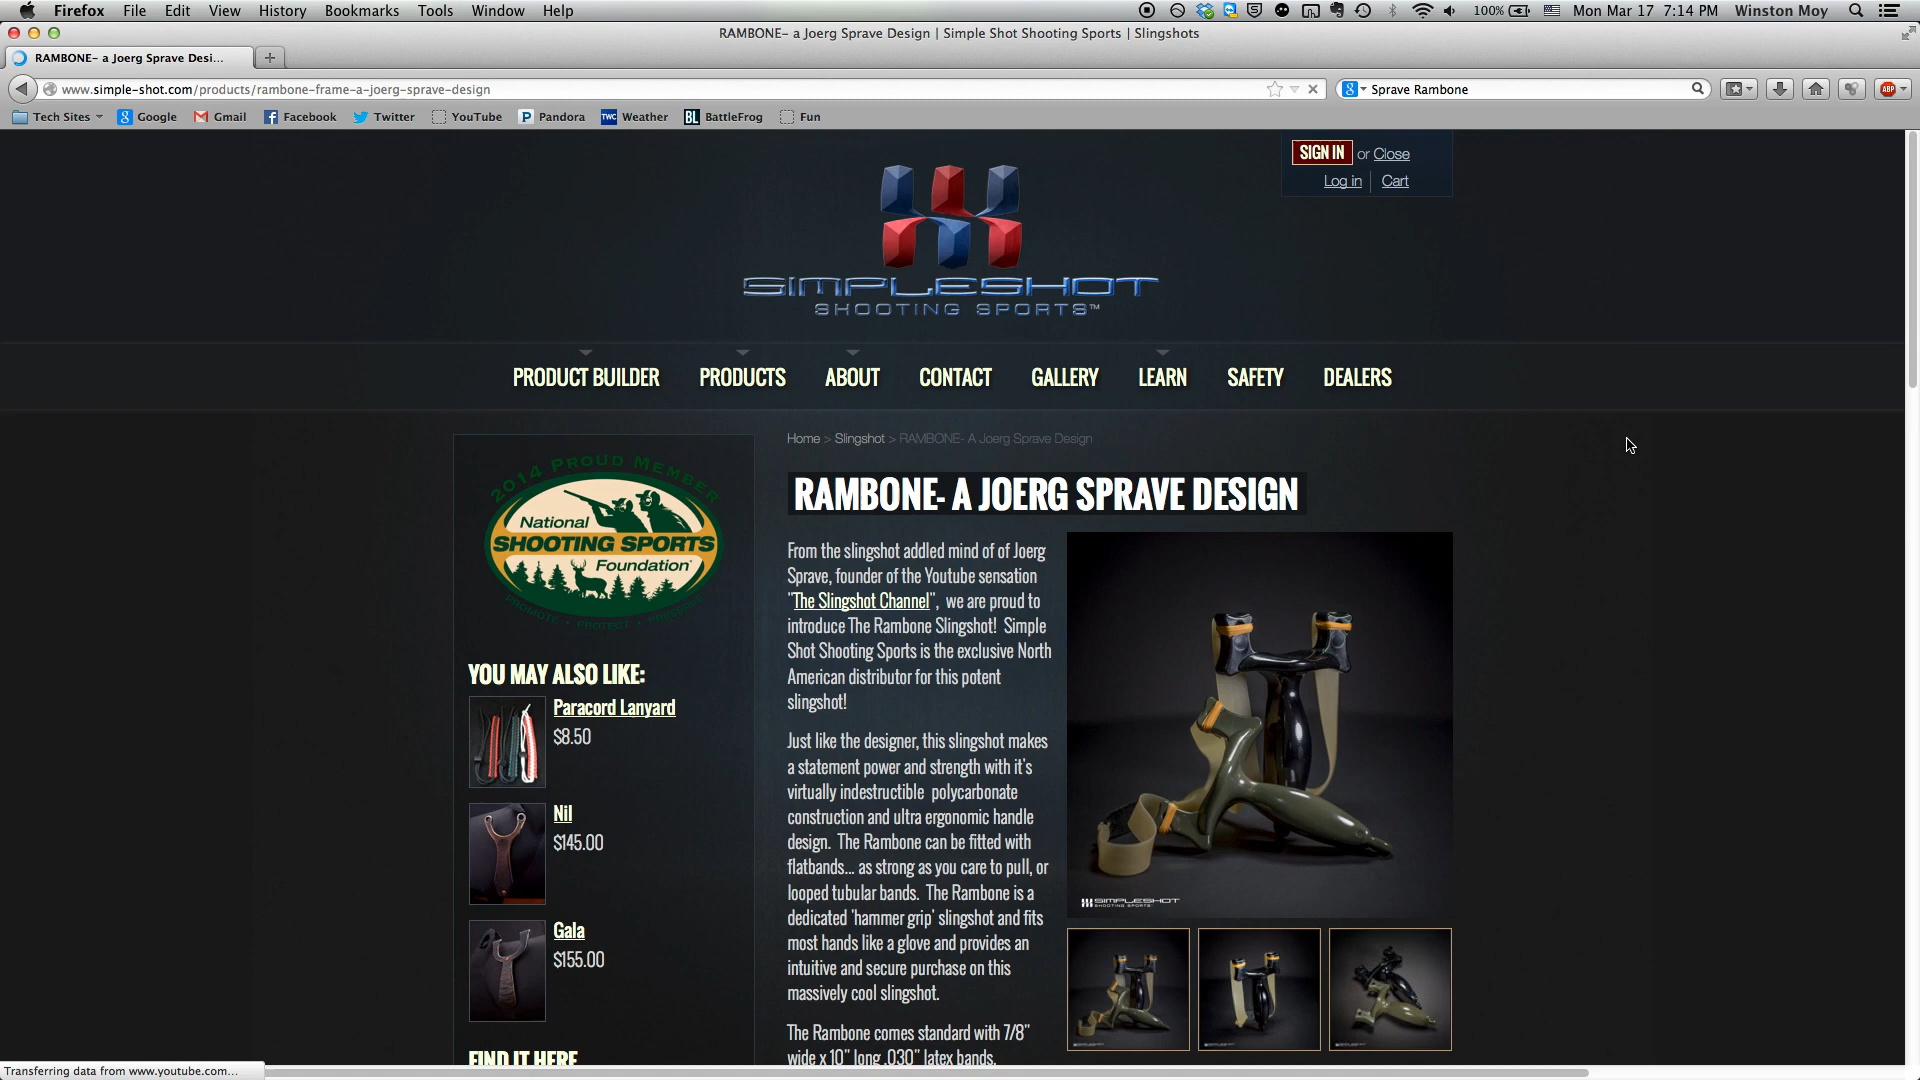 Firefox File Edit View History Bookmarks Tools Window Help 100% Mon Mar 17 7:14 PM Winston Moy
RAMBONE- a Joerg Sprave Design | Simple Shot Shooting Sports | Slingshots
RAMBONE- a Joerg Sprave Desi...
www.simple-shot.com/products/rambone-frame-a-joerg-sprave-design
Sprave Rambone
ABP
Tech Sites Google Gmail Facebook Twitter YouTube Pandora Weather BattleFrog Fun
SIGN IN or Close
Log in Cart
SIMPLESHOT
SHOOTING SPORTS™
PRODUCT BUILDER PRODUCTS ABOUT CONTACT GALLERY LEARN SAFETY DEALERS
2014 PROUD MEMBER
National
SHOOTING SPORTS
Foundation
PROMOTE • PROTECT • PRESERVE
YOU MAY ALSO LIKE:
Paracord Lanyard
$8.50
Nil
$145.00
Gala
$155.00
FIND IT HERE
Home > Slingshot > RAMBONE- A Joerg Sprave Design
RAMBONE- A JOERG SPRAVE DESIGN
From the slingshot addled mind of of Joerg
Sprave, founder of the Youtube sensation
"The Slingshot Channel", we are proud to
introduce The Rambone Slingshot! Simple
Shot Shooting Sports is the exclusive North
American distributor for this potent
slingshot!
Just like the designer, this slingshot makes
a statement power and strength with it's
virtually indestructible polycarbonate
construction and ultra ergonomic handle
design. The Rambone can be fitted with
flatbands... as strong as you care to pull, or
looped tubular bands. The Rambone is a
dedicated 'hammer grip' slingshot and fits
most hands like a glove and provides an
intuitive and secure purchase on this
massively cool slingshot.
The Rambone comes standard with 7/8"
wide x 10" long .030" latex bands.
SIMPLESHOT
SHOOTING SPORTS
Transferring data from www.youtube.com...